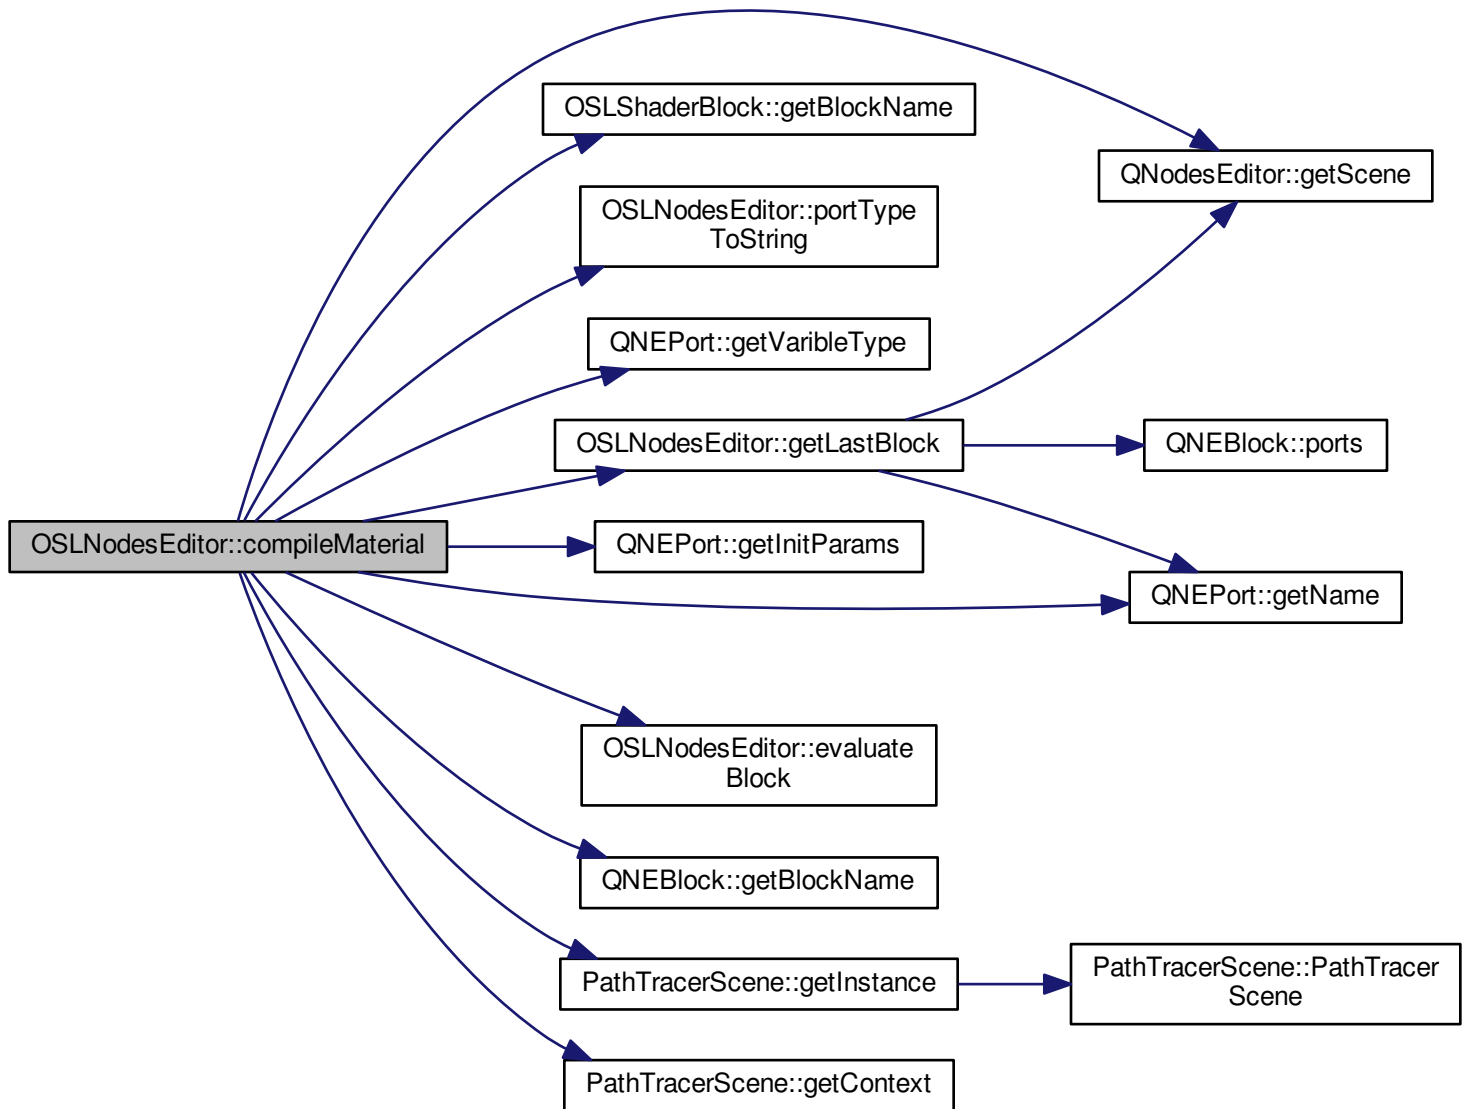 OSLShaderBlock::getBlockName
QNodesEditor::getScene
OSLNodesEditor::portType
ToString
QNEPort::getVaribleType
OSLNodesEditor::getLastBlock
QNEBlock::ports
OSLNodesEditor::compileMaterial
QNEPort::getInitParams
QNEPort::getName
OSLNodesEditor::evaluate
Block
QNEBlock::getBlockName
PathTracerScene::getInstance
PathTracerScene::PathTracer
Scene
PathTracerScene::getContext